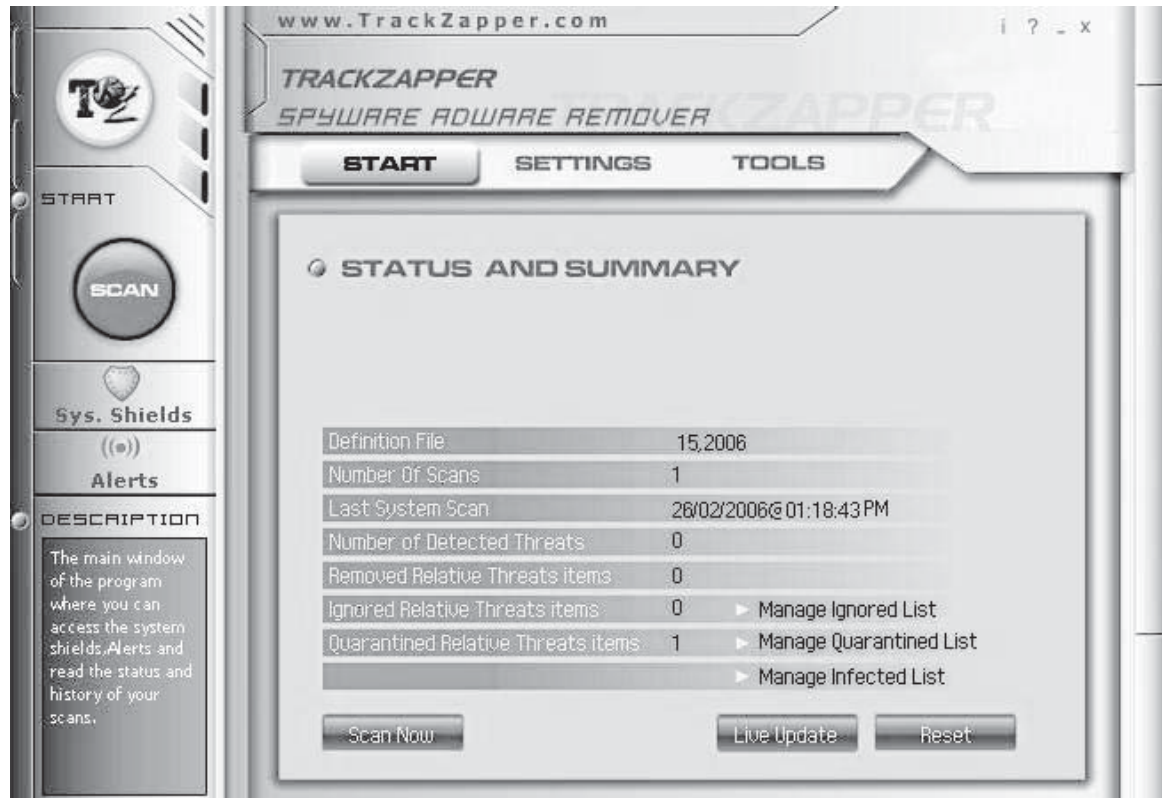 www.TrackZapper.com
i ? - x
TZ
TRACKZAPPER
SPYWARE ADWARE REMOVER
TRACKZAPPER
START SETTINGS TOOLS
START
SCAN
Sys. Shields
((●))
Alerts
DESCRIPTION
The main window
of the program
where you can
access the system
shields,Alerts and
read the status and
history of your
scans.
STATUS AND SUMMARY
Definition File 15,2006
Number Of Scans 1
Last System Scan 26/02/2006@01:18:43 PM
Number of Detected Threats 0
Removed Relative Threats items 0
Ignored Relative Threats items 0 Manage Ignored List
Quarantined Relative Threats items 1 Manage Quarantined List
Manage Infected List
Scan Now Live Update Reset